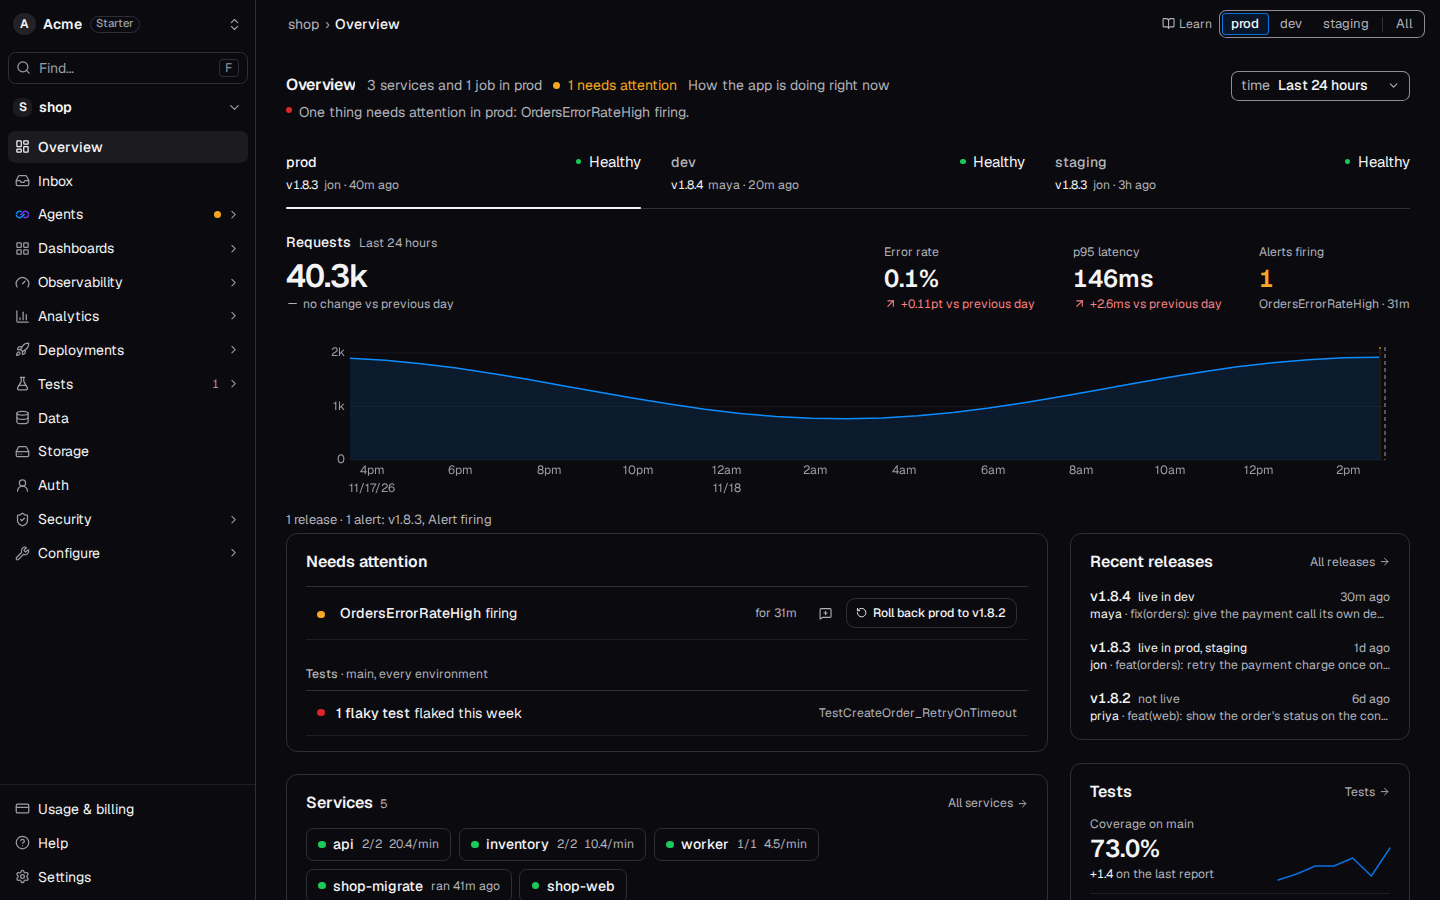 A Acme Starter
Find... F
S shop
Overview
Inbox
Agents
Dashboards
Observability
Analytics
Deployments
Tests 1
Data
Storage
Auth
Security
Configure
Usage & billing
Help
Settings
shop › Overview
Learn prod dev staging All
Overview 3 services and 1 job in prod 1 needs attention How the app is doing right now
time Last 24 hours
One thing needs attention in prod: OrdersErrorRateHigh firing.
prod Healthy
v1.8.3 jon · 40m ago
dev Healthy
v1.8.4 maya · 20m ago
staging Healthy
v1.8.3 jon · 3h ago
Requests Last 24 hours
40.3k
— no change vs previous day
Error rate
0.1%
↗ +0.11pt vs previous day
p95 latency
146ms
↗ +2.6ms vs previous day
Alerts firing
1
OrdersErrorRateHigh · 31m
2k
1k
0
4pm 6pm 8pm 10pm 12am 2am 4am 6am 8am 10am 12pm 2pm
11/17/26 11/18
1 release · 1 alert: v1.8.3, Alert firing
Needs attention
OrdersErrorRateHigh firing for 31m Roll back prod to v1.8.2
Tests · main, every environment
1 flaky test flaked this week TestCreateOrder_RetryOnTimeout
Services 5 All services →
api 2/2 20.4/min inventory 2/2 10.4/min worker 1/1 4.5/min
shop-migrate ran 41m ago shop-web
Recent releases All releases →
v1.8.4 live in dev 30m ago
maya · fix(orders): give the payment call its own de...
v1.8.3 live in prod, staging 1d ago
jon · feat(orders): retry the payment charge once on...
v1.8.2 not live 6d ago
priya · feat(web): show the order's status on the con...
Tests Tests →
Coverage on main
73.0%
+1.4 on the last report